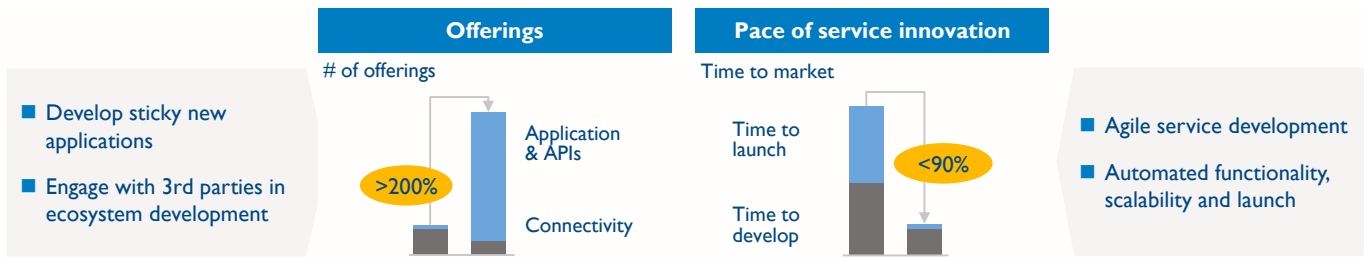 Offerings
# of offerings
■ Develop sticky new
applications
■ Engage with 3rd parties in
ecosystem development
>200%
Application
& APIs
Connectivity
Pace of service innovation
Time to market
Time to
launch
Time to
develop
<90%
■ Agile service development
■ Automated functionality,
scalability and launch